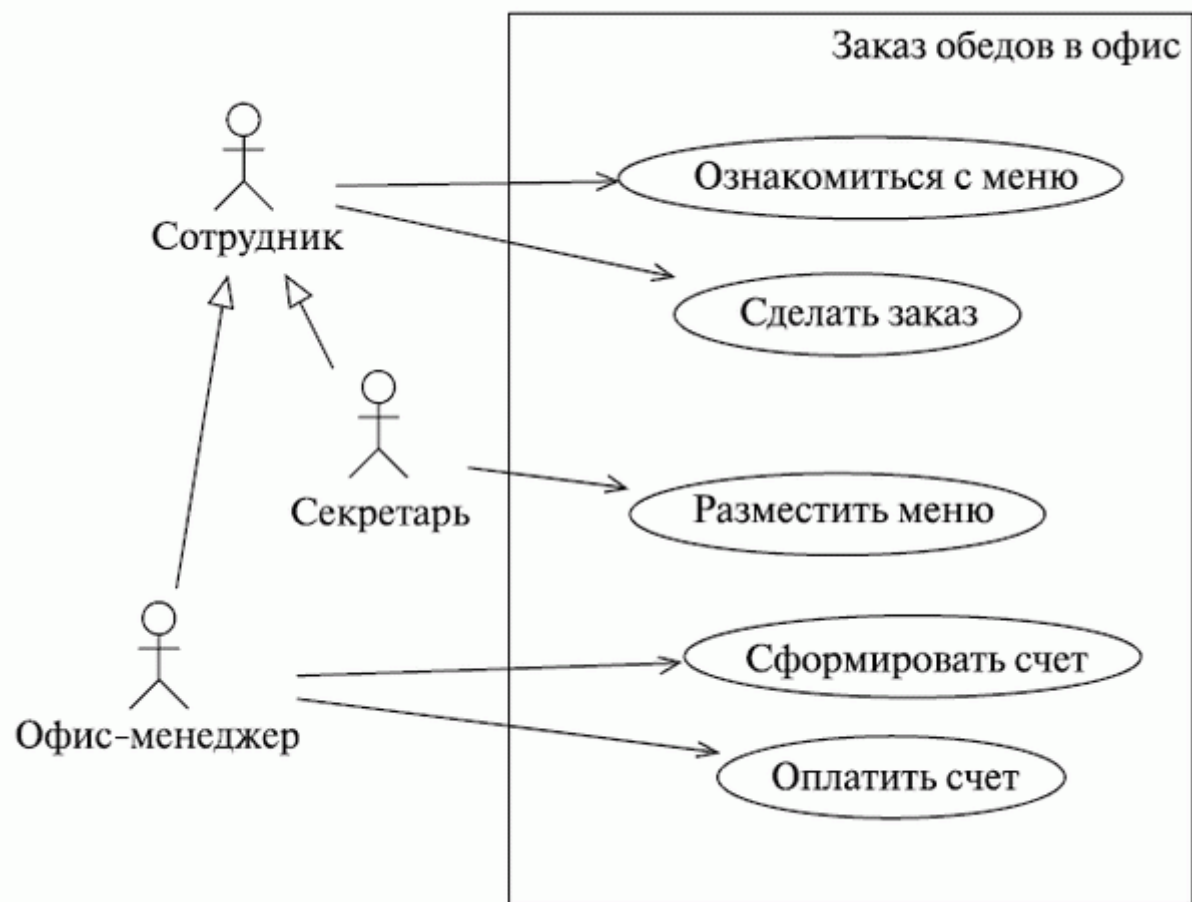 Заказ обедов в офис
Ознакомиться с меню
Сотрудник
Сделать заказ
Секретарь
Разместить меню
Сформировать счет
Офис-менеджер
Оплатить счет